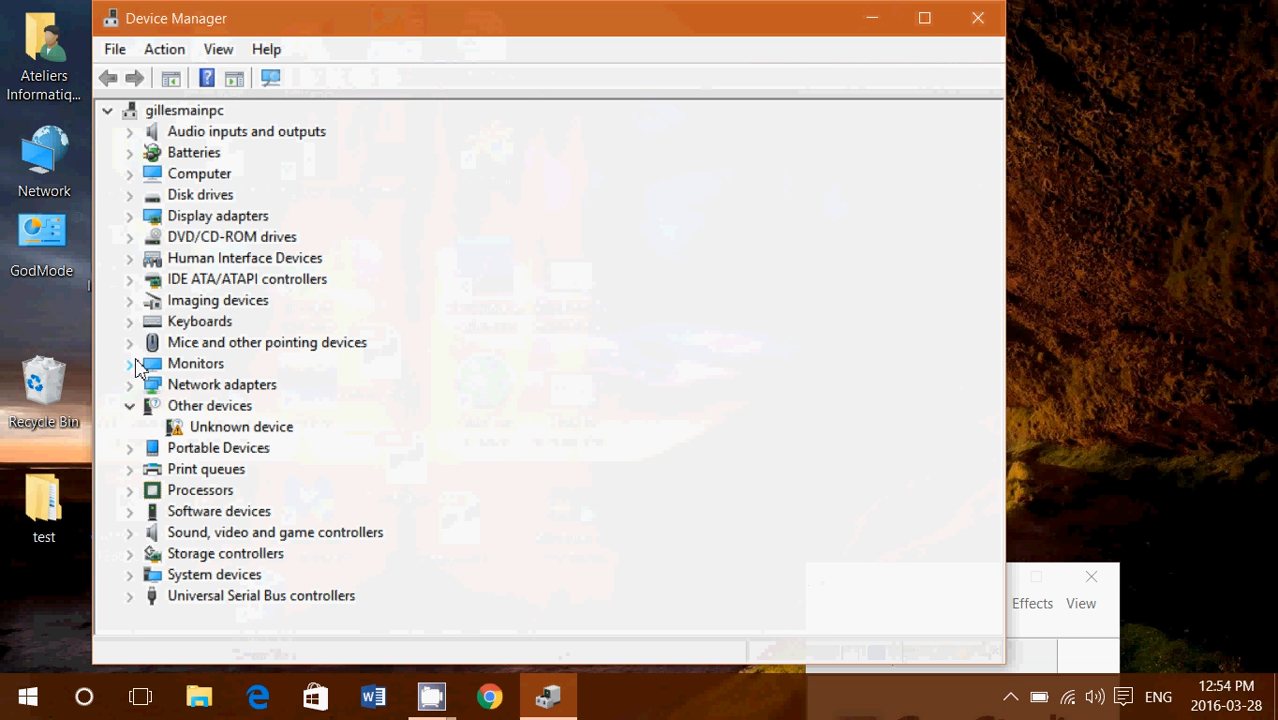 Device Manager
File Action View Help
gillesmainpc
Audio inputs and outputs
Batteries
Computer
Disk drives
Display adapters
DVD/CD-ROM drives
Human Interface Devices
IDE ATA/ATAPI controllers
Imaging devices
Keyboards
Mice and other pointing devices
Monitors
Network adapters
Other devices
Unknown device
Portable Devices
Print queues
Processors
Software devices
Sound, video and game controllers
Storage controllers
System devices
Universal Serial Bus controllers
Ateliers
Informatiq...
Network
GodMode
Recycle Bin
test
Effects View
ENG
12:54 PM
2016-03-28